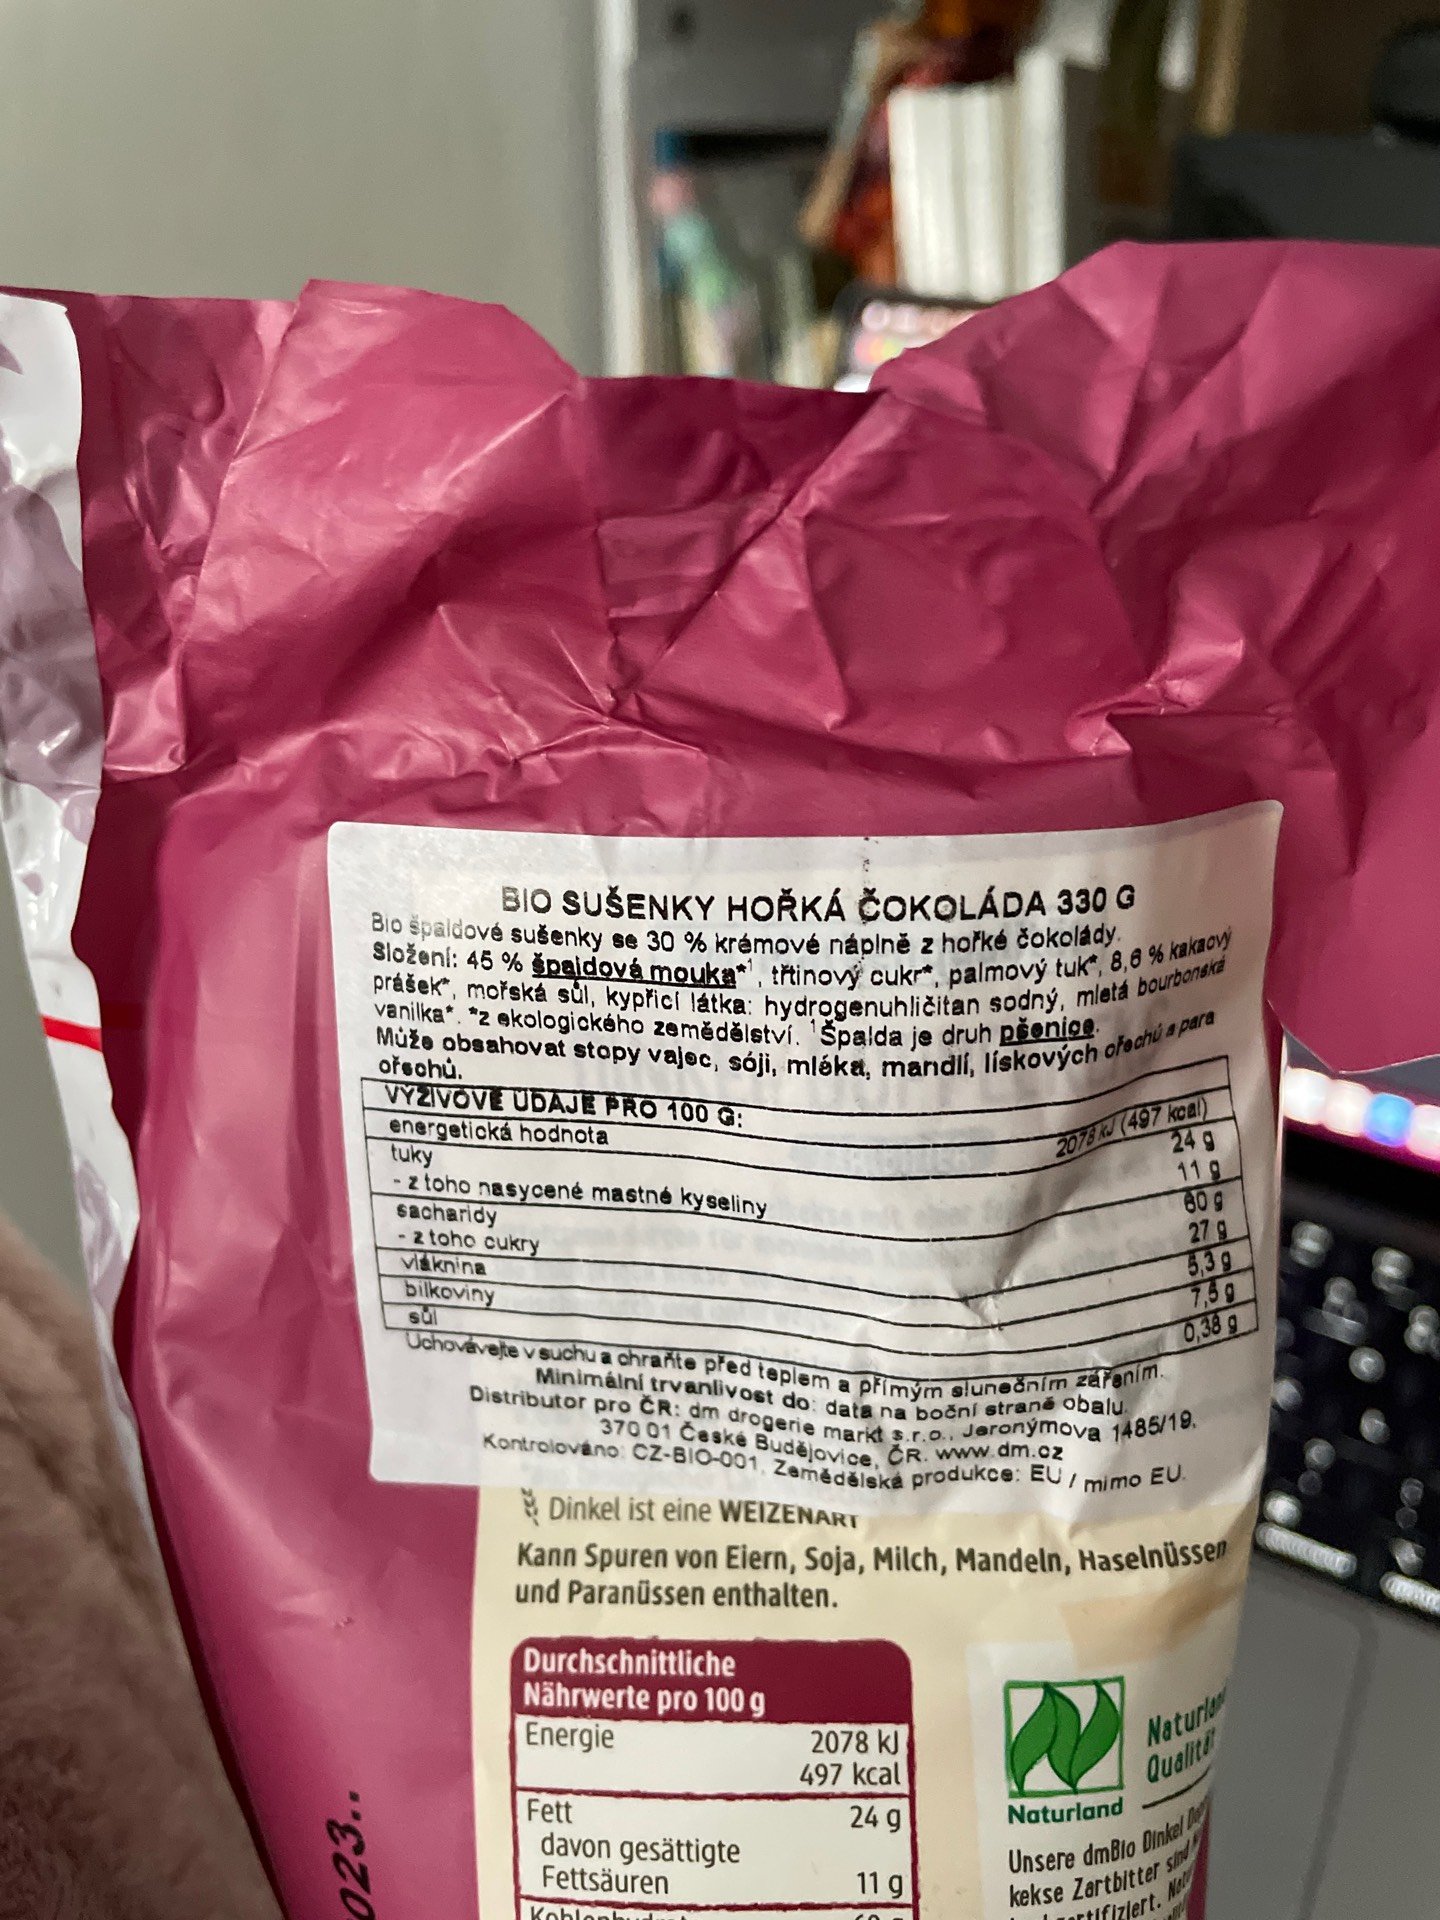 BIO SUŠENKY HOŘKÁ ČOKOLÁDA 330 G
Bio špaldové sušenky se 30 % krémové náplně z hořké čokolády.
Složení: 45 % špaldová mouka*¹, třtinový cukr*, palmový tuk*, 8,6 % kakaový
prášek*, mořská sůl, kypřicí látka: hydrogenuhličitan sodný, mletá bourbonská
vanilka*. *z ekologického zemědělství. ¹Špalda je druh pšenice.
Může obsahovat stopy vajec, sóji, mléka, mandlí, lískových ořechů a para
ořechů.
VÝŽIVOVÉ ÚDAJE PRO 100 G:
energetická hodnota 2078 kJ (497 kcal)
tuky 24 g
- z toho nasycené mastné kyseliny 11 g
sacharidy 60 g
- z toho cukry 27 g
vláknina 5,3 g
bílkoviny 7,5 g
sůl 0,38 g
Uchovávejte v suchu a chraňte před teplem a přímým slunečním zářením.
Minimální trvanlivost do: data na boční straně obalu.
Distributor pro ČR: dm drogerie markt s.r.o., Jeronýmova 1485/19,
370 01 České Budějovice, ČR. www.dm.cz
Kontrolováno: CZ-BIO-001, Zemědělská produkce: EU / mimo EU.
Dinkel ist eine WEIZENART
Kann Spuren von Eiern, Soja, Milch, Mandeln, Haselnüssen
und Paranüssen enthalten.
Durchschnittliche
Nährwerte pro 100 g
Energie 2078 kJ
497 kcal
Fett 24 g
davon gesättigte
Fettsäuren 11 g
Naturland
Naturland
Qualität
Unsere dmBio Dinkel
kekse Zartbitter sind
023..